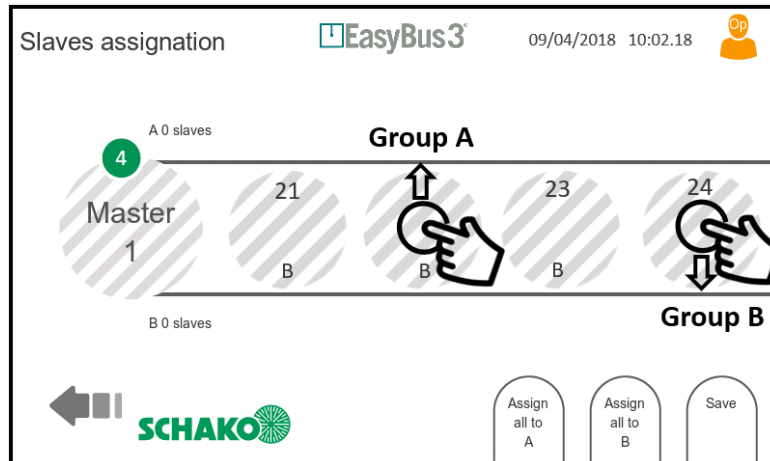 Slaves assignation
EasyBus3
09/04/2018 10:02.18
Op
A 0 slaves
Group A
4
Master
1
21
B
B
23
B
24
B 0 slaves
Group B
SCHAKO
Assign
all to
A
Assign
all to
B
Save